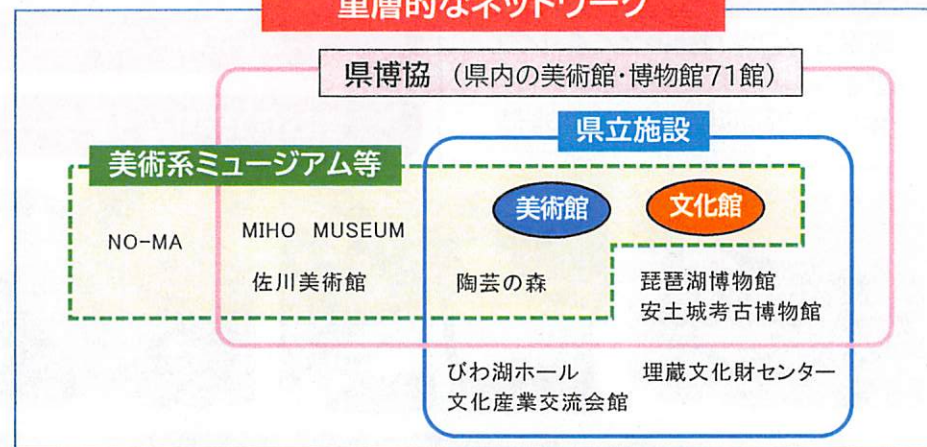 重層的なネットワーク
県博協 （県内の美術館・博物館71館）
県立施設
美術系ミュージアム等
美術館
文化館
NO-MA
MIHO MUSEUM
佐川美術館
陶芸の森
琵琶湖博物館
安土城考古博物館
びわ湖ホール
文化産業交流会館
埋蔵文化財センター